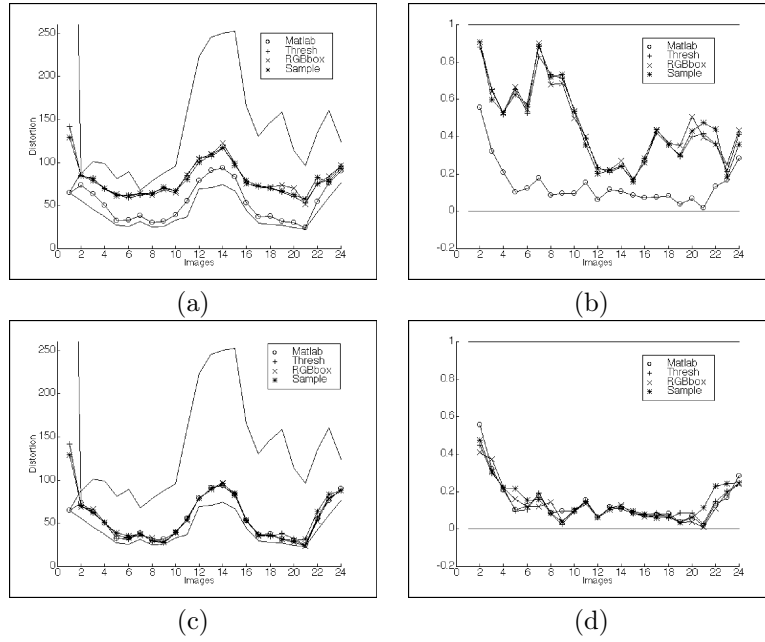 250
200
150
100
50
0
Distortion
0 2 4 6 8 10 12 14 16 18 20 22 24
Images
Matlab
Thresh
RGBbox
Sample
(a)
1
0.8
0.6
0.4
0.2
0
-0.2
0 2 4 6 8 10 12 14 16 18 20 22 24
Images
Matlab
Thresh
RGBbox
Sample
(b)
250
200
150
100
50
0
Distortion
0 2 4 6 8 10 12 14 16 18 20 22 24
Images
Matlab
Thresh
RGBbox
Sample
(c)
1
0.8
0.6
0.4
0.2
0
-0.2
0 2 4 6 8 10 12 14 16 18 20 22 24
Images
Matlab
Thresh
RGBbox
Sample
(d)